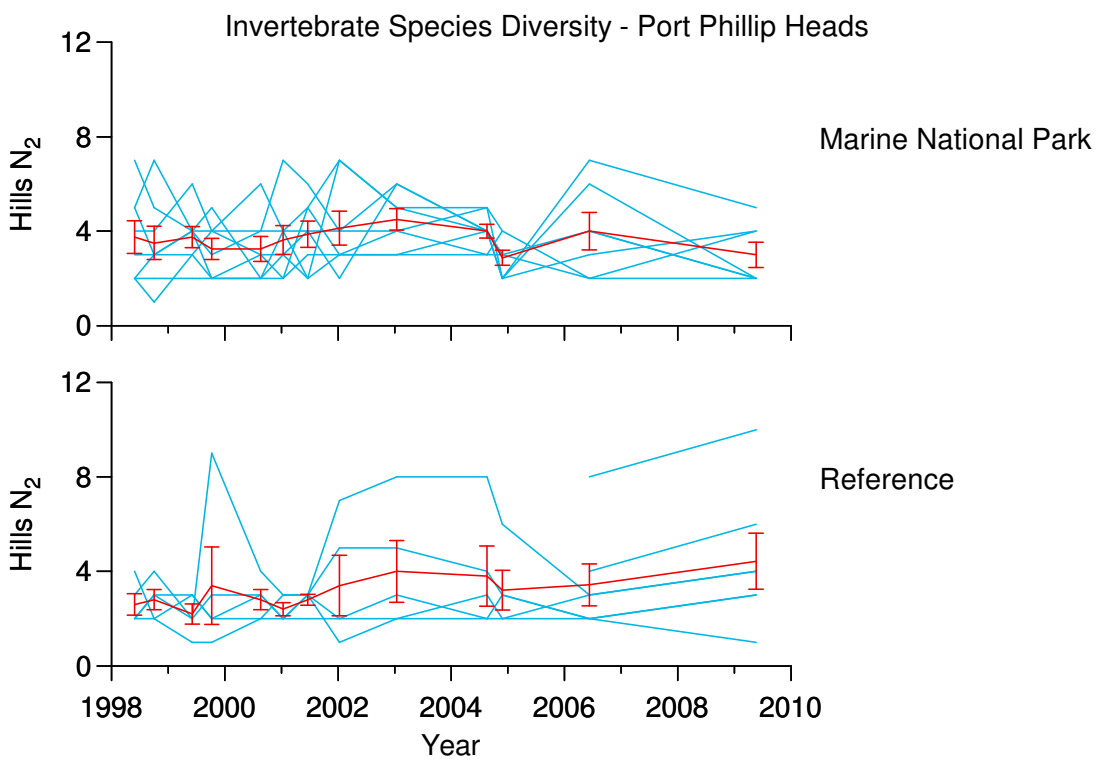 Invertebrate Species Diversity - Port Phillip Heads
12
8
4
0
Hills N₂
Marine National Park
12
8
4
0
Hills N₂
Reference
1998 2000 2002 2004 2006 2008 2010
Year